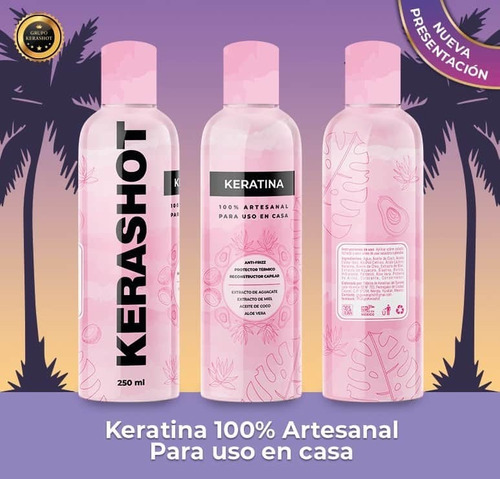 GRUPO
KERASHOT
NUEVA
PRESENTACIÓN
KERASHOT
250 ml
K
100%
PARA
KERATINA
100% ARTESANAL
PARA USO EN CASA
ANTI-FRIZZ
PROTECTOR TÉRMICO
RECONSTRUCTOR CAPILAR
EXTRACTO DE AGUACATE
EXTRACTO DE MIEL
ACEITE DE COCO
ALOE VERA
Keratina 100% Artesanal
Para uso en casa